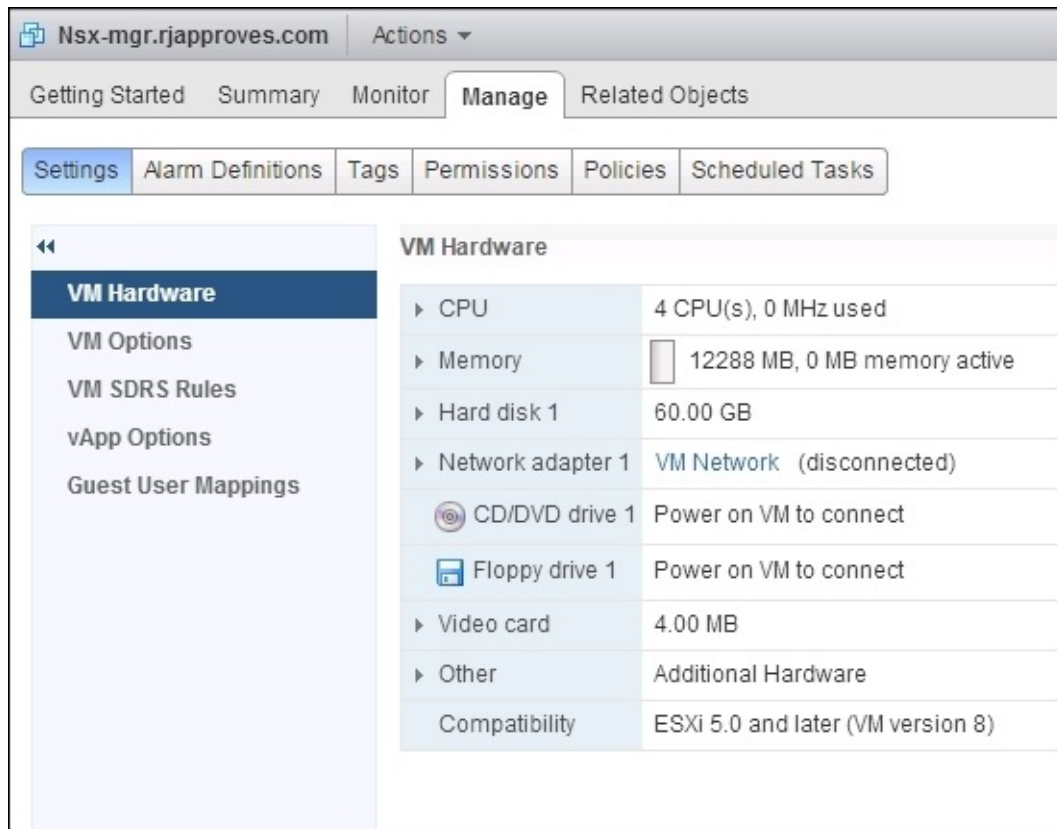 Nsx-mgr.rjapproves.com Actions
Getting Started Summary Monitor Manage Related Objects
Settings Alarm Definitions Tags Permissions Policies Scheduled Tasks
VM Hardware
VM Options
VM SDRS Rules
vApp Options
Guest User Mappings
VM Hardware
CPU 4 CPU(s), 0 MHz used
Memory 12288 MB, 0 MB memory active
Hard disk 1 60.00 GB
Network adapter 1 VM Network (disconnected)
CD/DVD drive 1 Power on VM to connect
Floppy drive 1 Power on VM to connect
Video card 4.00 MB
Other Additional Hardware
Compatibility ESXi 5.0 and later (VM version 8)